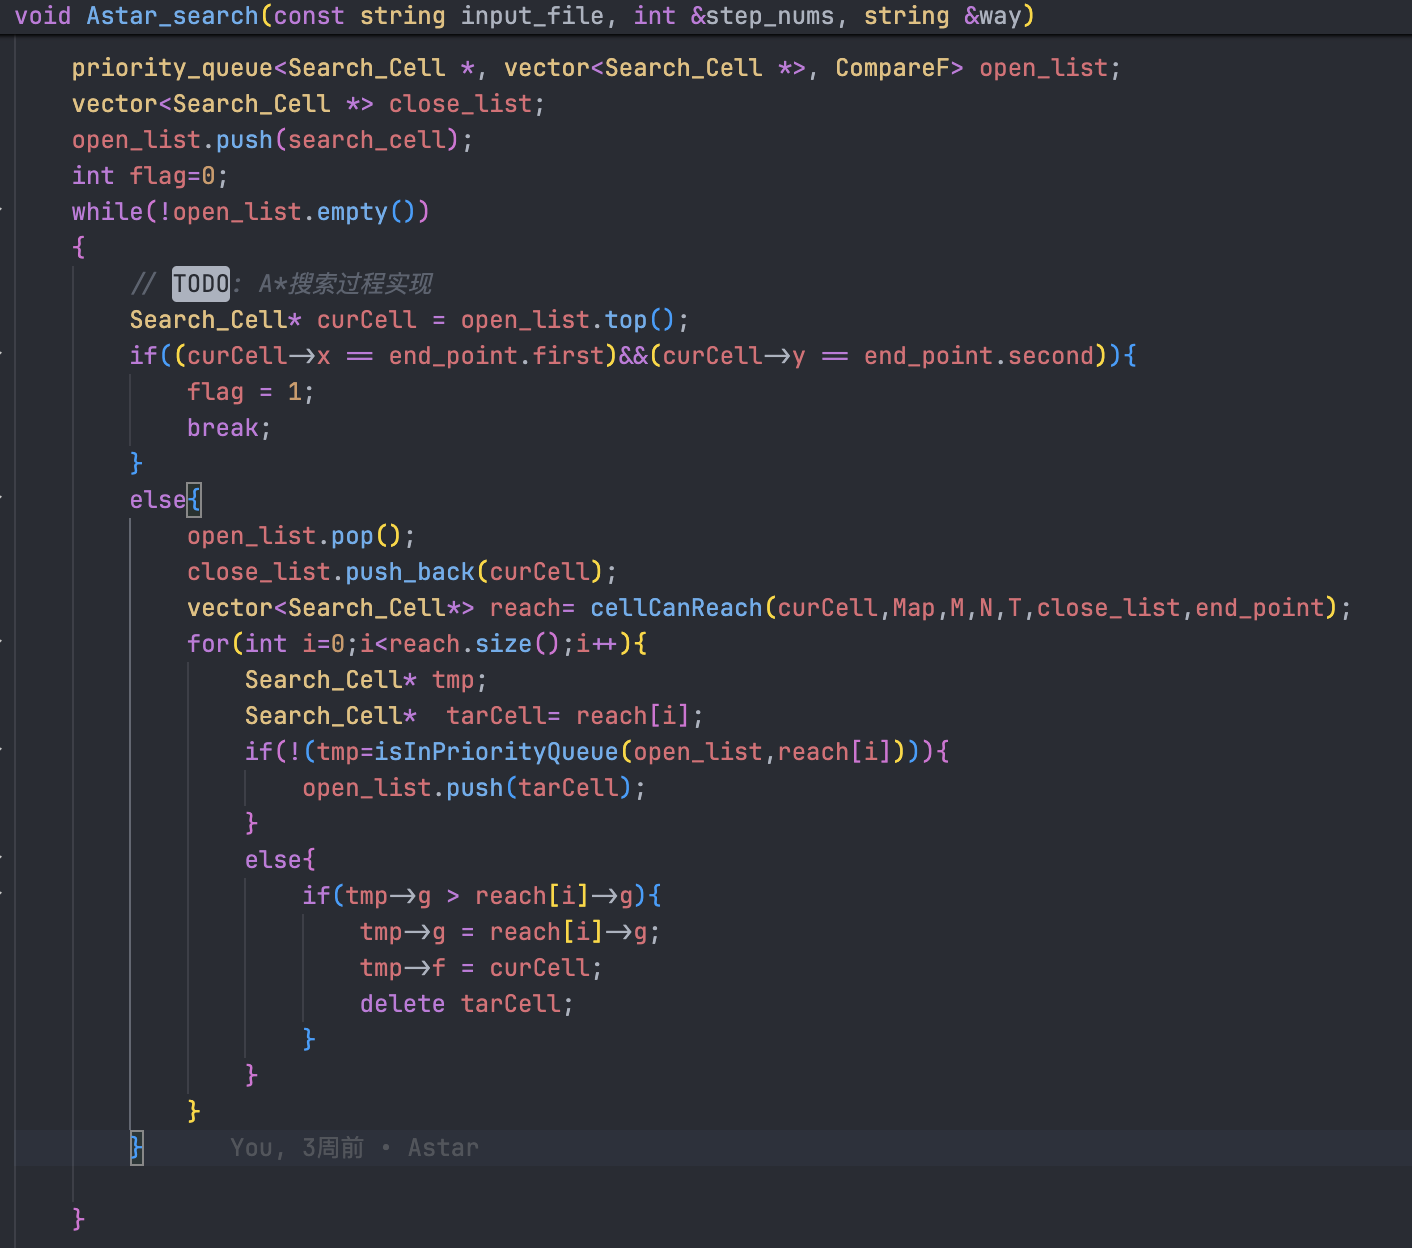 void Astar_search(const string input_file, int &step_nums, string &way)
priority_queue<Search_Cell *, vector<Search_Cell *>, CompareF> open_list;
vector<Search_Cell *> close_list;
open_list.push(search_cell);
int flag=0;
while(!open_list.empty())
{
// TODO: A*搜索过程实现
Search_Cell* curCell = open_list.top();
if((curCell->x == end_point.first)&&(curCell->y == end_point.second)){
flag = 1;
break;
}
else{
open_list.pop();
close_list.push_back(curCell);
vector<Search_Cell*> reach= cellCanReach(curCell,Map,M,N,T,close_list,end_point);
for(int i=0;i<reach.size();i++){
Search_Cell* tmp;
Search_Cell*  tarCell= reach[i];
if(!(tmp=isInPriorityQueue(open_list,reach[i]))){
open_list.push(tarCell);
}
else{
if(tmp->g > reach[i]->g){
tmp->g = reach[i]->g;
tmp->f = curCell;
delete tarCell;
}
}
}
} You, 3周前 • Astar
}